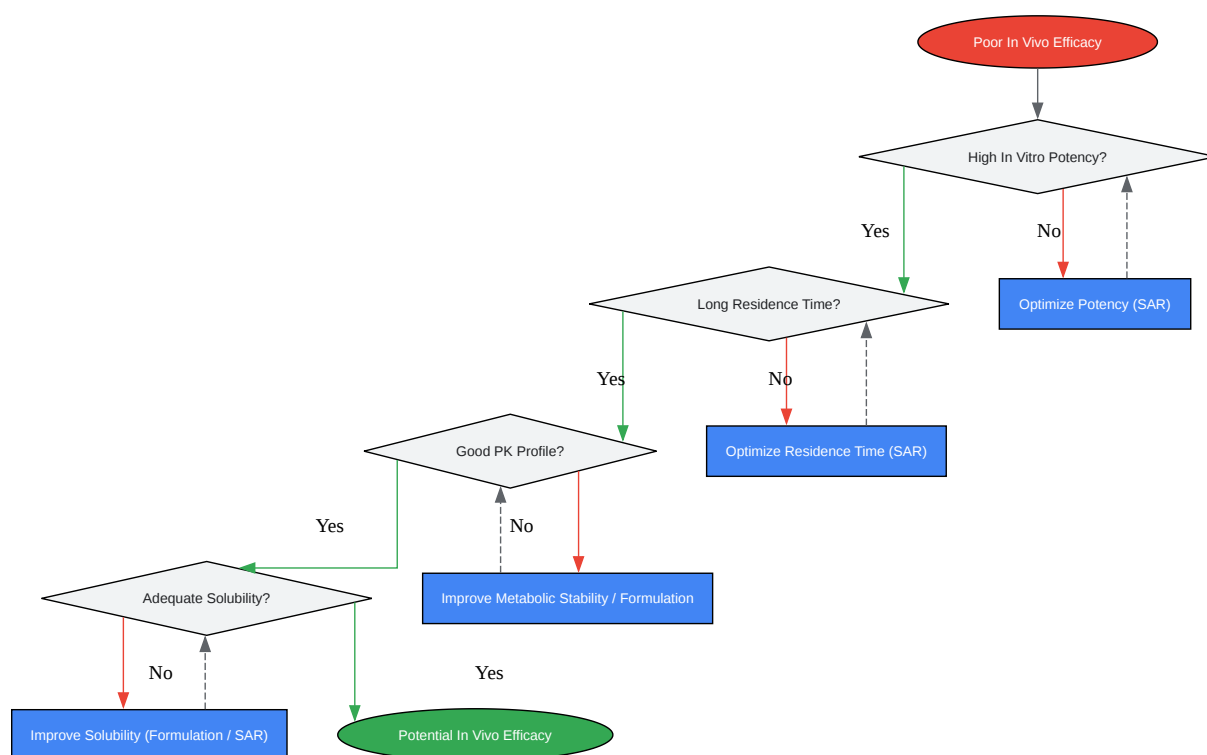 Poor In Vivo Efficacy
High In Vitro Potency?
Yes
No
Long Residence Time?
Optimize Potency (SAR)
Yes
No
Good PK Profile?
Optimize Residence Time (SAR)
Yes
No
Adequate Solubility?
Improve Metabolic Stability / Formulation
No
Yes
Improve Solubility (Formulation / SAR)
Potential In Vivo Efficacy